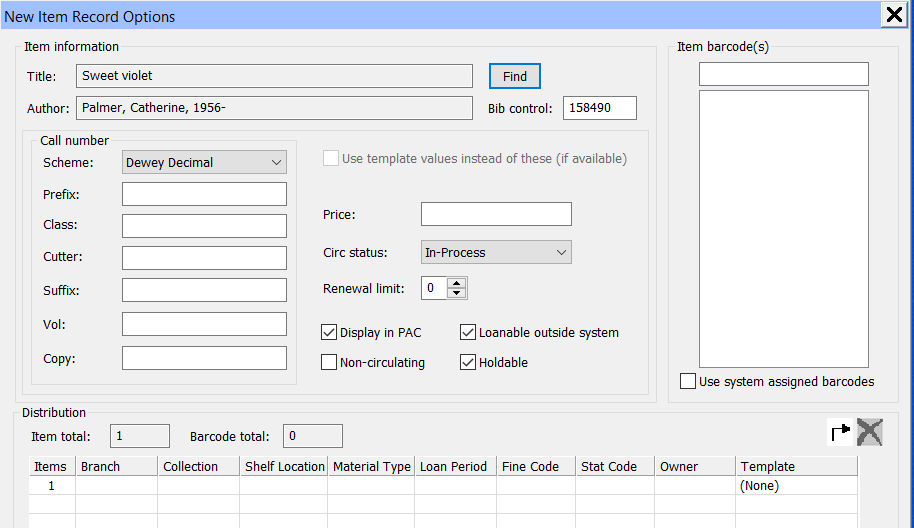 New Item Record Options
Item information
Title: Sweet violet Find
Author: Palmer, Catherine, 1956- Bib control: 158490
Call number
Scheme: Dewey Decimal
Prefix:
Class:
Cutter:
Suffix:
Vol:
Copy:
Use template values instead of these (if available)
Price:
Circ status: In-Process
Renewal limit: 0
Display in PAC Loanable outside system
Non-circulating Holdable
Item barcode(s)
Use system assigned barcodes
Distribution
Item total: 1 Barcode total: 0
Items Branch Collection Shelf Location Material Type Loan Period Fine Code Stat Code Owner Template
1 (None)